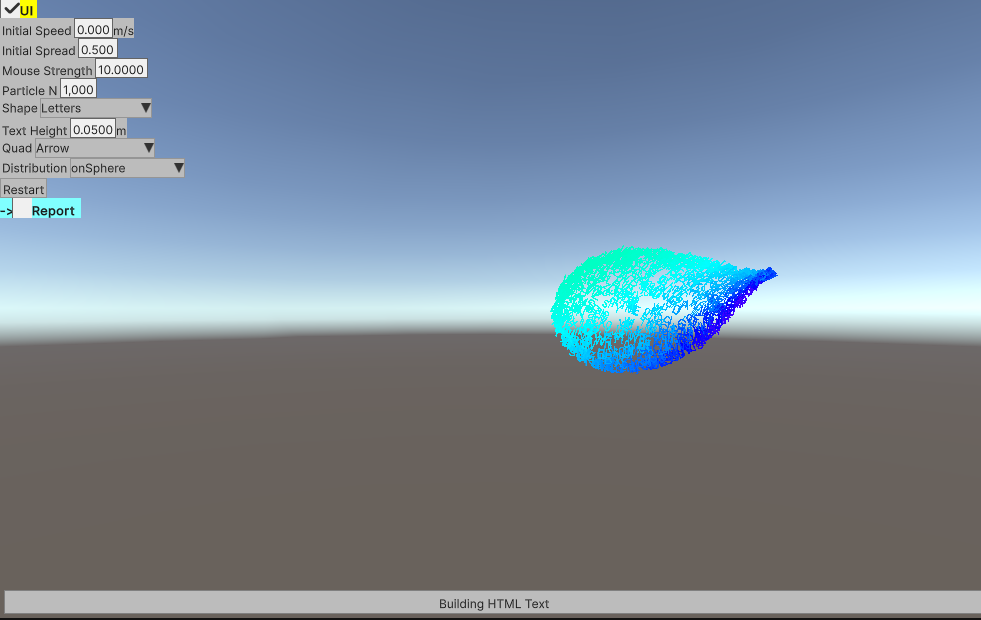 UI
Initial Speed 0.000 m/s
Initial Spread 0.500
Mouse Strength 10.0000
Particle N 1,000
Shape Letters
Text Height 0.0500 m
Quad Arrow
Distribution onSphere
Restart
-> Report
Building HTML Text